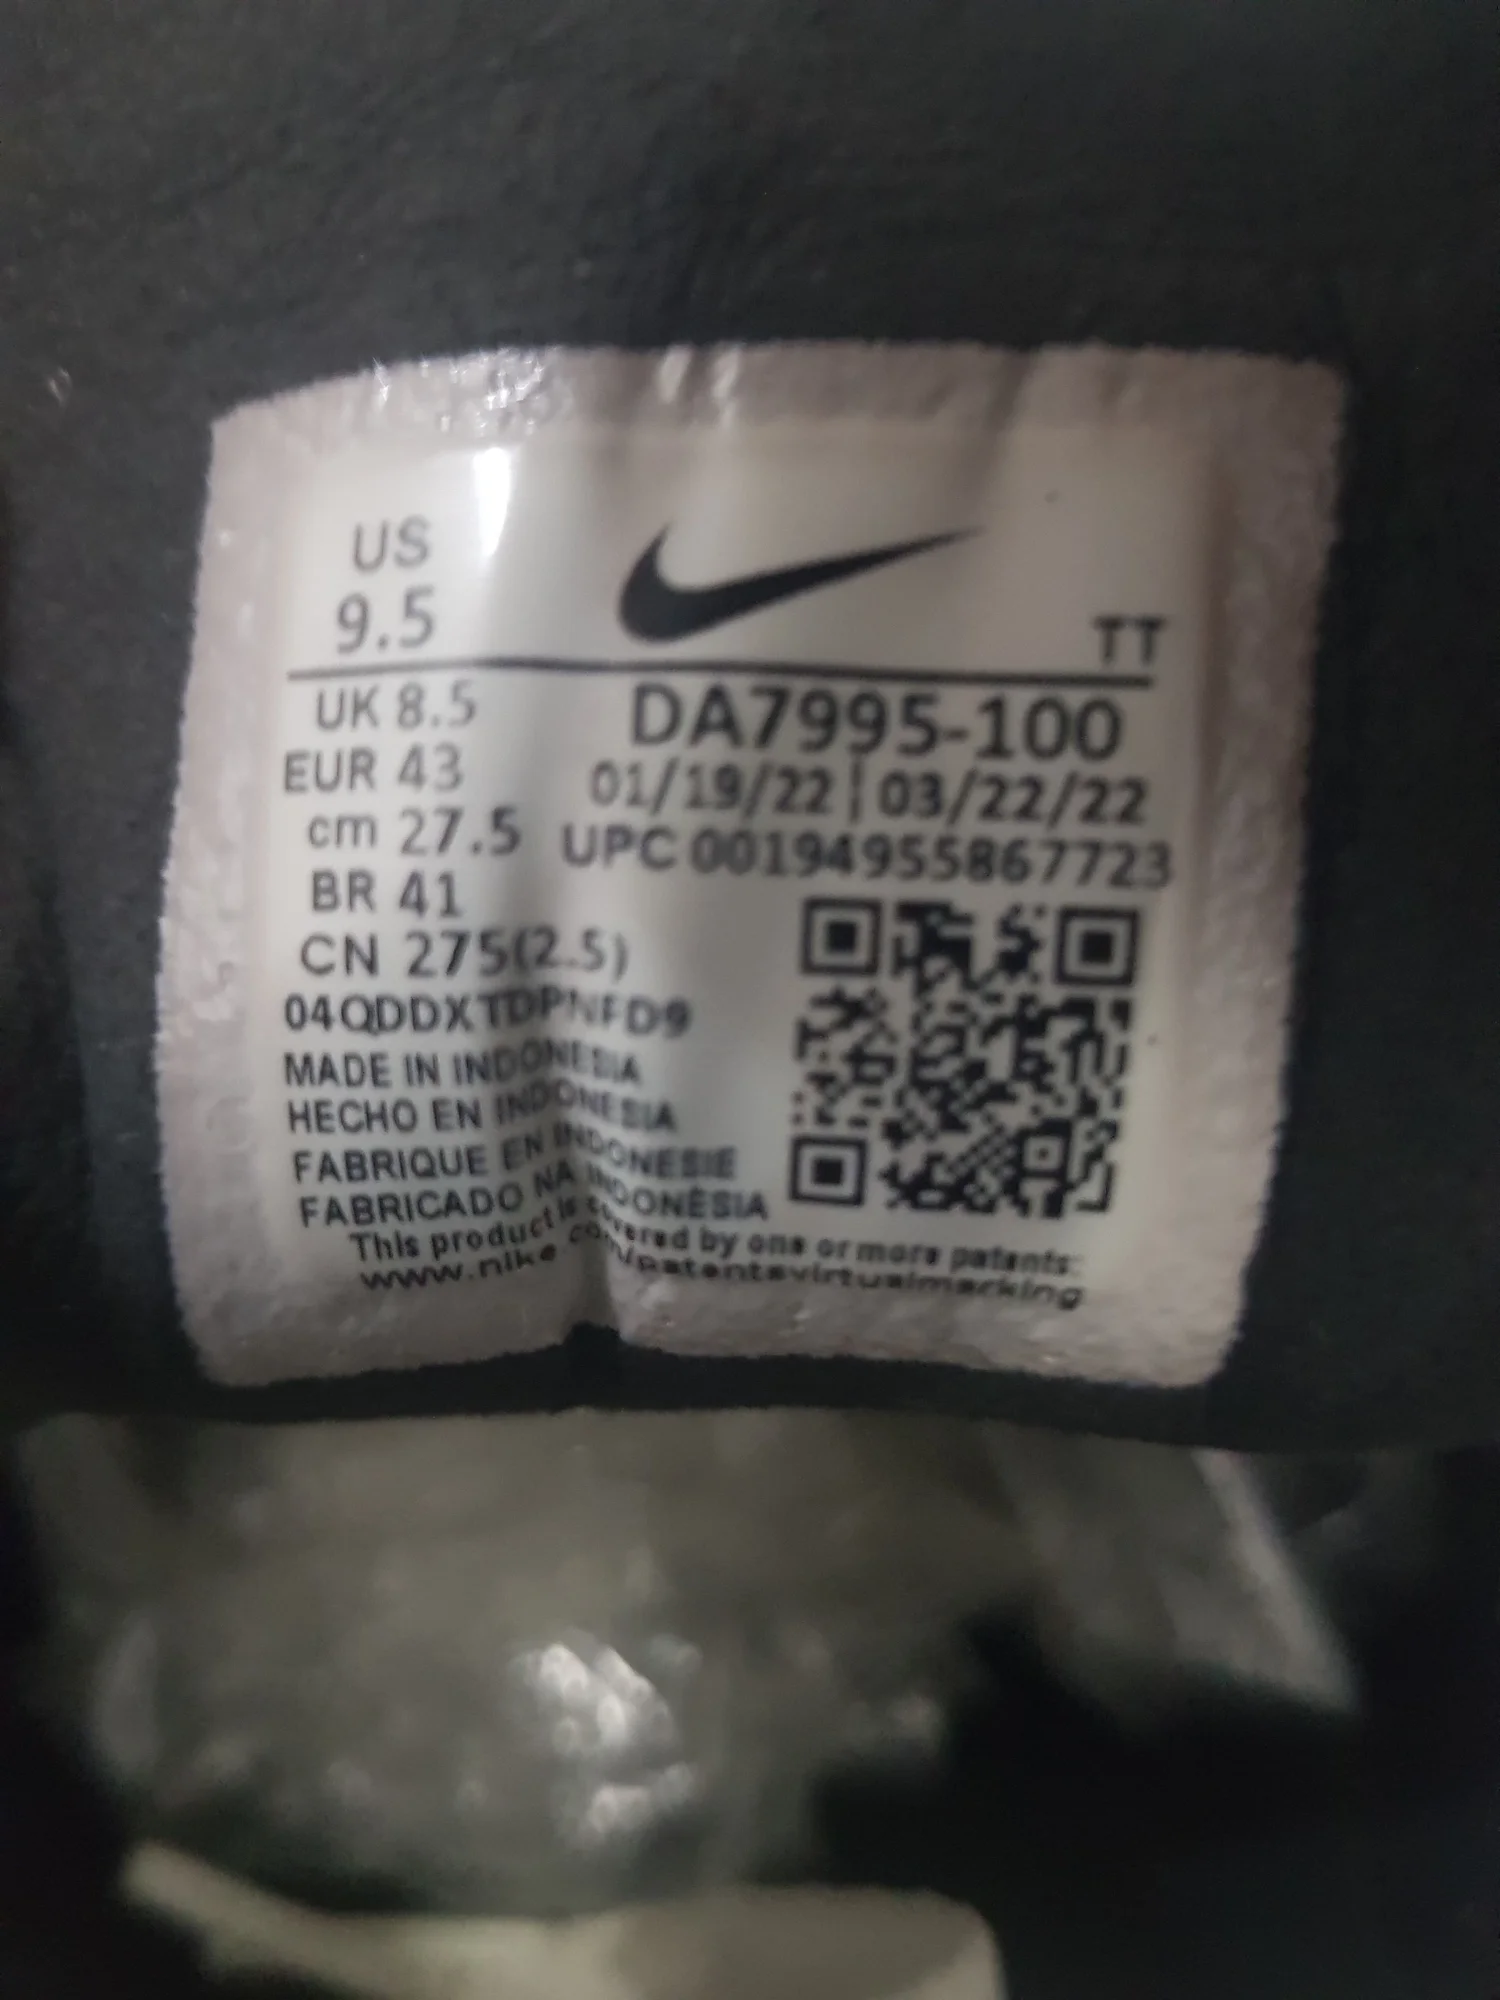 US
9.5
TT
UK 8.5
EUR 43
cm 27.5
BR 41
CN 275(2.5)
DA7995-100
01/19/22 | 03/22/22
UPC 00194955867723
04QDDXTDPNFD9
MADE IN INDONESIA
HECHO EN INDONESIA
FABRIQUE EN INDONESIE
FABRICADO NA INDONÉSIA
This product is covered by one or more patents:
www.nike.com/patentsvirtualmarking